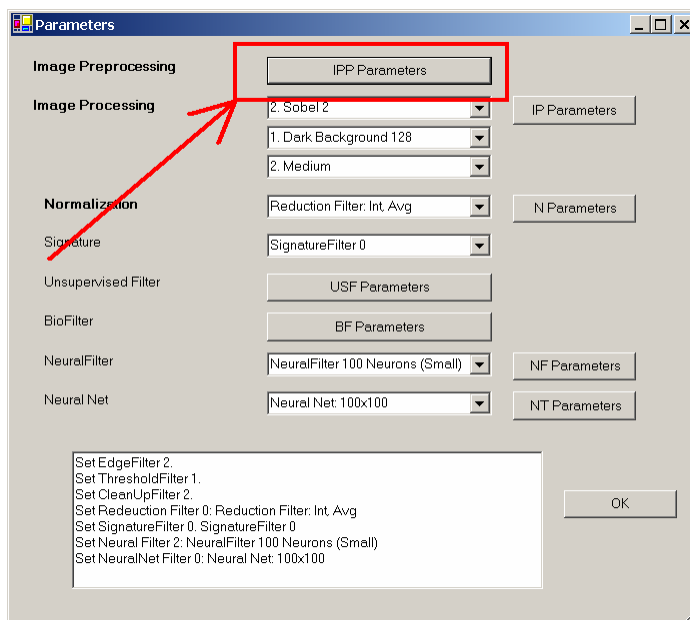 Parameters
Image Preprocessing IPP Parameters
Image Processing 2. Sobel 2 IP Parameters
1. Dark Background 128
2. Medium
Normalization Reduction Filter: Int, Avg N Parameters
Signature SignatureFilter 0
Unsupervised Filter USF Parameters
BioFilter BF Parameters
NeuralFilter NeuralFilter 100 Neurons (Small) NF Parameters
Neural Net Neural Net: 100x100 NT Parameters
Set EdgeFilter 2.
Set ThresholdFilter 1.
Set CleanUpFilter 2.
Set Redeuction Filter 0: Reduction Filter: Int, Avg
Set SignatureFilter 0. SignatureFilter 0
Set Neural Filter 2: NeuralFilter 100 Neurons (Small)
Set NeuralNet Filter 0: Neural Net: 100x100
OK